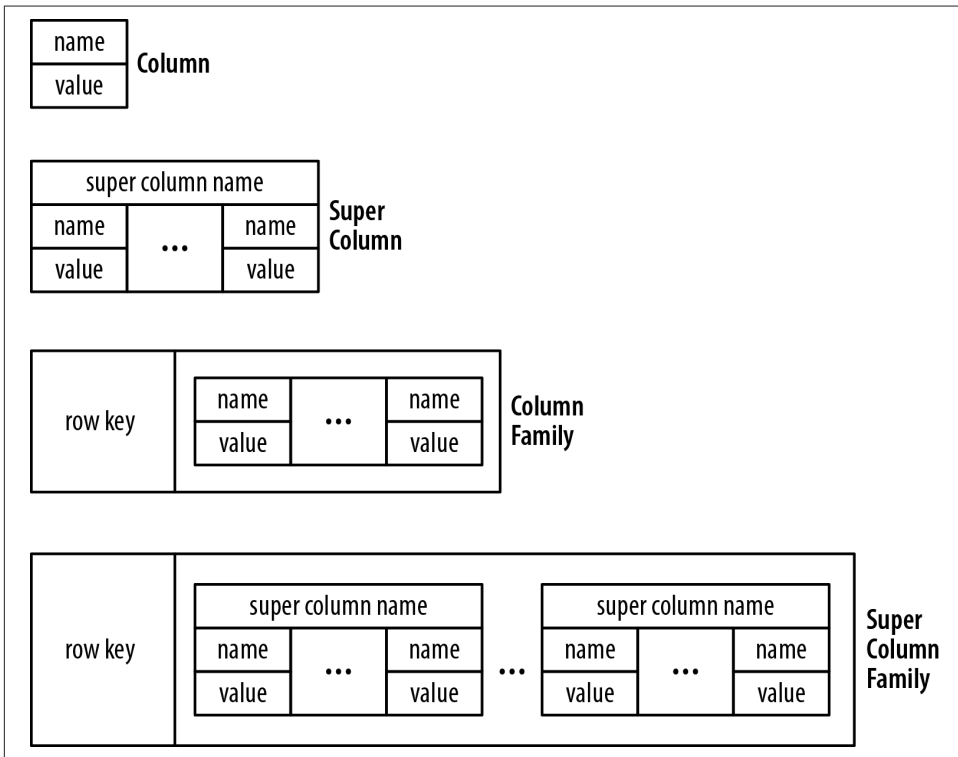 name
value
Column
super column name
name ... name
value value
Super
Column
row key
name ... name
value value
Column
Family
row key
super column name
name ... name
value value
...
super column name
name ... name
value value
Super
Column
Family